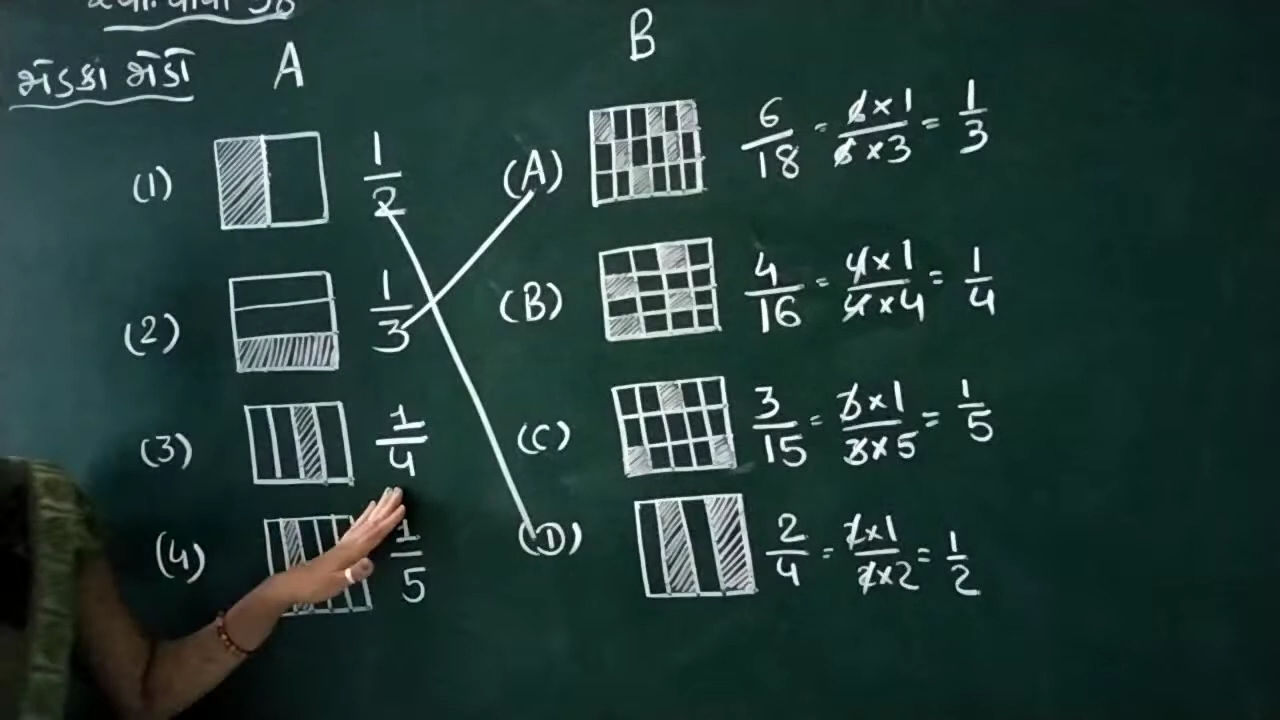 જોડકાં જોડો
A
B
(1) 1/2 (A) 6/18 = 6×1/6×3 = 1/3
(2) 1/3 (B) 4/16 = 4×1/4×4 = 1/4
(3) 1/4 (C) 3/15 = 3×1/3×5 = 1/5
(4) 1/5 (D) 2/4 = 2×1/2×2 = 1/2